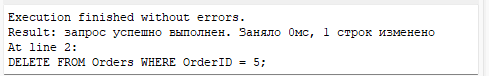 Execution finished without errors.
Result: запрос успешно выполнен. Заняло 0мс, 1 строк изменено
At line 2:
DELETE FROM Orders WHERE OrderID = 5;